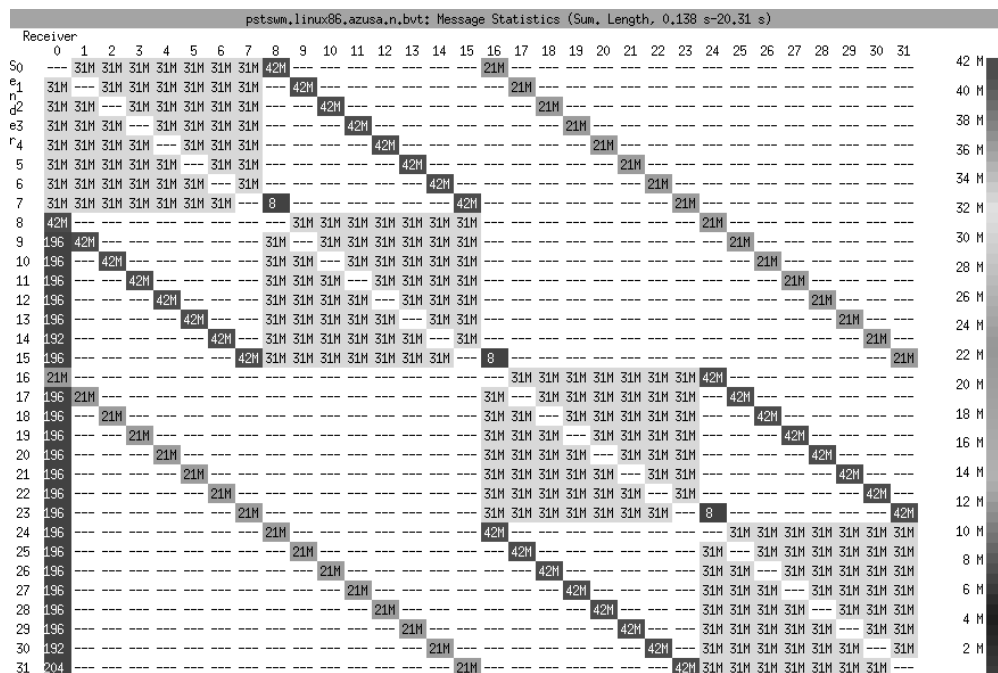 pstswm.linux86.azusa.n.bvt: Message Statistics (Sum. Length, 0.138 s-20.31 s)
Receiver
0 1 2 3 4 5 6 7 8 9 10 11 12 13 14 15 16 17 18 19 20 21 22 23 24 25 26 27 28 29 30 31
Sender
0 --- 31M 31M 31M 31M 31M 31M 31M 42M --- --- --- --- --- --- --- 21M --- --- --- --- --- --- --- --- --- --- --- --- --- --- ---
1 31M --- 31M 31M 31M 31M 31M 31M --- 42M --- --- --- --- --- --- --- 21M --- --- --- --- --- --- --- --- --- --- --- --- --- ---
2 31M 31M --- 31M 31M 31M 31M 31M --- --- 42M --- --- --- --- --- --- --- 21M --- --- --- --- --- --- --- --- --- --- --- --- ---
3 31M 31M 31M --- 31M 31M 31M 31M --- --- --- 42M --- --- --- --- --- --- --- 21M --- --- --- --- --- --- --- --- --- --- --- ---
4 31M 31M 31M 31M --- 31M 31M 31M --- --- --- --- 42M --- --- --- --- --- --- --- 21M --- --- --- --- --- --- --- --- --- --- ---
5 31M 31M 31M 31M 31M --- 31M 31M --- --- --- --- --- 42M --- --- --- --- --- --- --- 21M --- --- --- --- --- --- --- --- --- ---
6 31M 31M 31M 31M 31M 31M --- 31M --- --- --- --- --- --- 42M --- --- --- --- --- --- --- 21M --- --- --- --- --- --- --- --- ---
7 31M 31M 31M 31M 31M 31M 31M --- 8 --- --- --- --- --- --- 42M --- --- --- --- --- --- --- 21M --- --- --- --- --- --- --- ---
8 42M --- --- --- --- --- --- --- --- 31M 31M 31M 31M 31M 31M 31M --- --- --- --- --- --- --- --- 21M --- --- --- --- --- --- ---
9 196 42M --- --- --- --- --- --- 31M --- 31M 31M 31M 31M 31M 31M --- --- --- --- --- --- --- --- --- 21M --- --- --- --- --- ---
10 196 --- 42M --- --- --- --- --- 31M 31M --- 31M 31M 31M 31M 31M --- --- --- --- --- --- --- --- --- --- 21M --- --- --- --- ---
11 196 --- --- 42M --- --- --- --- 31M 31M 31M --- 31M 31M 31M 31M --- --- --- --- --- --- --- --- --- --- --- 21M --- --- --- ---
12 196 --- --- --- 42M --- --- --- 31M 31M 31M 31M --- 31M 31M 31M --- --- --- --- --- --- --- --- --- --- --- --- 21M --- --- ---
13 196 --- --- --- --- 42M --- --- 31M 31M 31M 31M 31M --- 31M 31M --- --- --- --- --- --- --- --- --- --- --- --- --- 21M --- ---
14 192 --- --- --- --- --- 42M --- 31M 31M 31M 31M 31M 31M --- 31M --- --- --- --- --- --- --- --- --- --- --- --- --- --- 21M ---
15 196 --- --- --- --- --- --- 42M 31M 31M 31M 31M 31M 31M 31M --- 8 --- --- --- --- --- --- --- --- --- --- --- --- --- --- 21M
16 21M --- --- --- --- --- --- --- --- --- --- --- --- --- --- --- --- 31M 31M 31M 31M 31M 31M 31M 42M --- --- --- --- --- --- ---
17 196 21M --- --- --- --- --- --- --- --- --- --- --- --- --- --- 31M --- 31M 31M 31M 31M 31M 31M --- 42M --- --- --- --- --- ---
18 196 --- 21M --- --- --- --- --- --- --- --- --- --- --- --- --- 31M 31M --- 31M 31M 31M 31M 31M --- --- 42M --- --- --- --- ---
19 196 --- --- 21M --- --- --- --- --- --- --- --- --- --- --- --- 31M 31M 31M --- 31M 31M 31M 31M --- --- --- 42M --- --- --- ---
20 196 --- --- --- 21M --- --- --- --- --- --- --- --- --- --- --- 31M 31M 31M 31M --- 31M 31M 31M --- --- --- --- 42M --- --- ---
21 196 --- --- --- --- 21M --- --- --- --- --- --- --- --- --- --- 31M 31M 31M 31M 31M --- 31M 31M --- --- --- --- --- 42M --- ---
22 196 --- --- --- --- --- 21M --- --- --- --- --- --- --- --- --- 31M 31M 31M 31M 31M 31M --- 31M --- --- --- --- --- --- 42M ---
23 196 --- --- --- --- --- --- 21M --- --- --- --- --- --- --- --- 31M 31M 31M 31M 31M 31M 31M --- 8 --- --- --- --- --- --- 42M
24 196 --- --- --- --- --- --- --- 21M --- --- --- --- --- --- --- 42M --- --- --- --- --- --- --- --- 31M 31M 31M 31M 31M 31M 31M
25 196 --- --- --- --- --- --- --- --- 21M --- --- --- --- --- --- --- 42M --- --- --- --- --- --- 31M --- 31M 31M 31M 31M 31M 31M
26 196 --- --- --- --- --- --- --- --- --- 21M --- --- --- --- --- --- --- 42M --- --- --- --- --- 31M 31M --- 31M 31M 31M 31M 31M
27 196 --- --- --- --- --- --- --- --- --- --- 21M --- --- --- --- --- --- --- 42M --- --- --- --- 31M 31M 31M --- 31M 31M 31M 31M
28 196 --- --- --- --- --- --- --- --- --- --- --- 21M --- --- --- --- --- --- --- 42M --- --- --- 31M 31M 31M 31M --- 31M 31M 31M
29 196 --- --- --- --- --- --- --- --- --- --- --- --- 21M --- --- --- --- --- --- --- 42M --- --- 31M 31M 31M 31M 31M --- 31M 31M
30 192 --- --- --- --- --- --- --- --- --- --- --- --- --- 21M --- --- --- --- --- --- --- 42M --- 31M 31M 31M 31M 31M 31M --- 31M
31 204 --- --- --- --- --- --- --- --- --- --- --- --- --- --- 21M --- --- --- --- --- --- --- 42M 31M 31M 31M 31M 31M 31M 31M ---
42 M
40 M
38 M
36 M
34 M
32 M
30 M
28 M
26 M
24 M
22 M
20 M
18 M
16 M
14 M
12 M
10 M
8 M
6 M
4 M
2 M